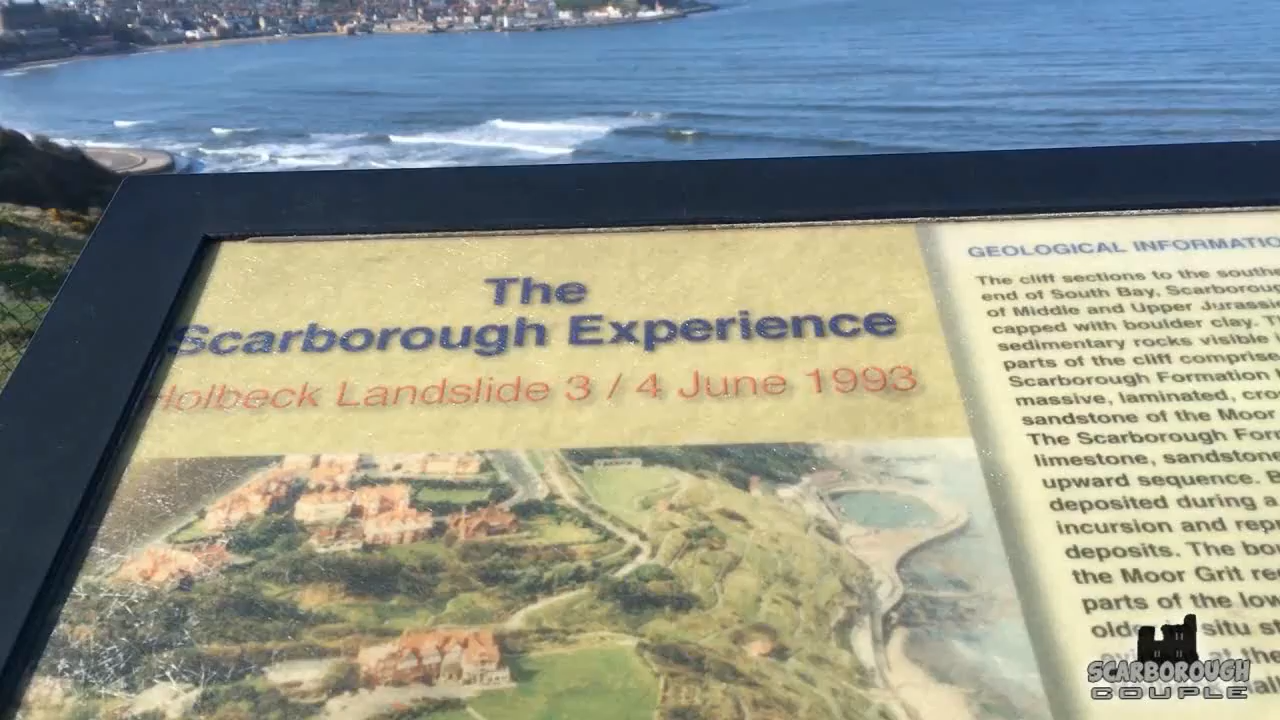 The
Scarborough Experience
Holbeck Landslide 3 / 4 June 1993
GEOLOGICAL INFORMATIO
The cliff sections to the southe
end of South Bay, Scarboroug
of Middle and Upper Jurassi
capped with boulder clay. T
sedimentary rocks visible
parts of the cliff comprise
Scarborough Formation
massive, laminated, cro
sandstone of the Moor
The Scarborough For
limestone, sandstone
upward sequence. B
deposited during a
incursion and rep
deposits. The bo
the Moor Grit re
parts of the low
situ
at the
SCARBOROUGH
COUPLE